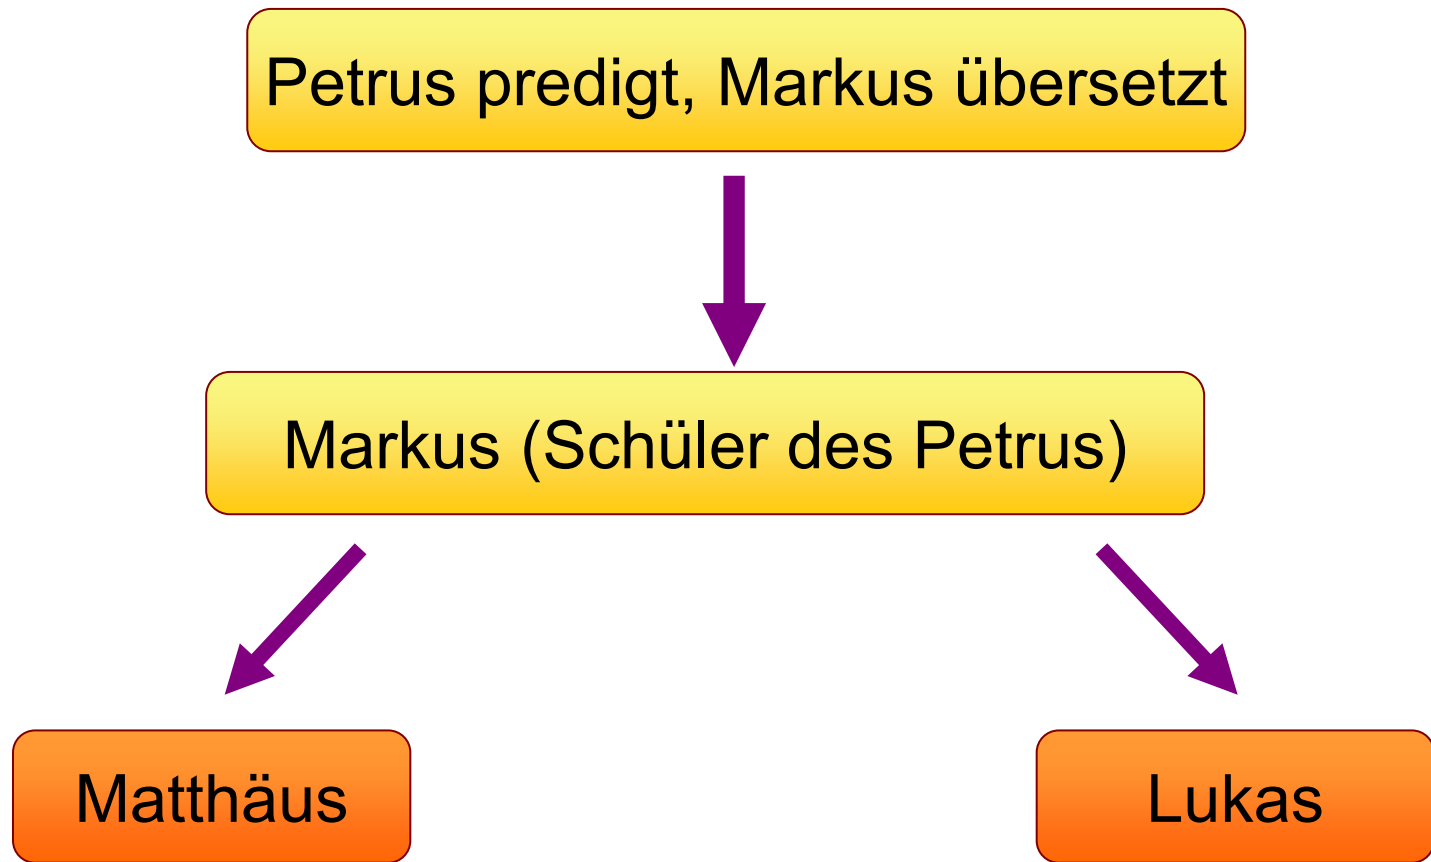 Petrus predigt, Markus übersetzt
Markus (Schüler des Petrus)
Matthäus
Lukas